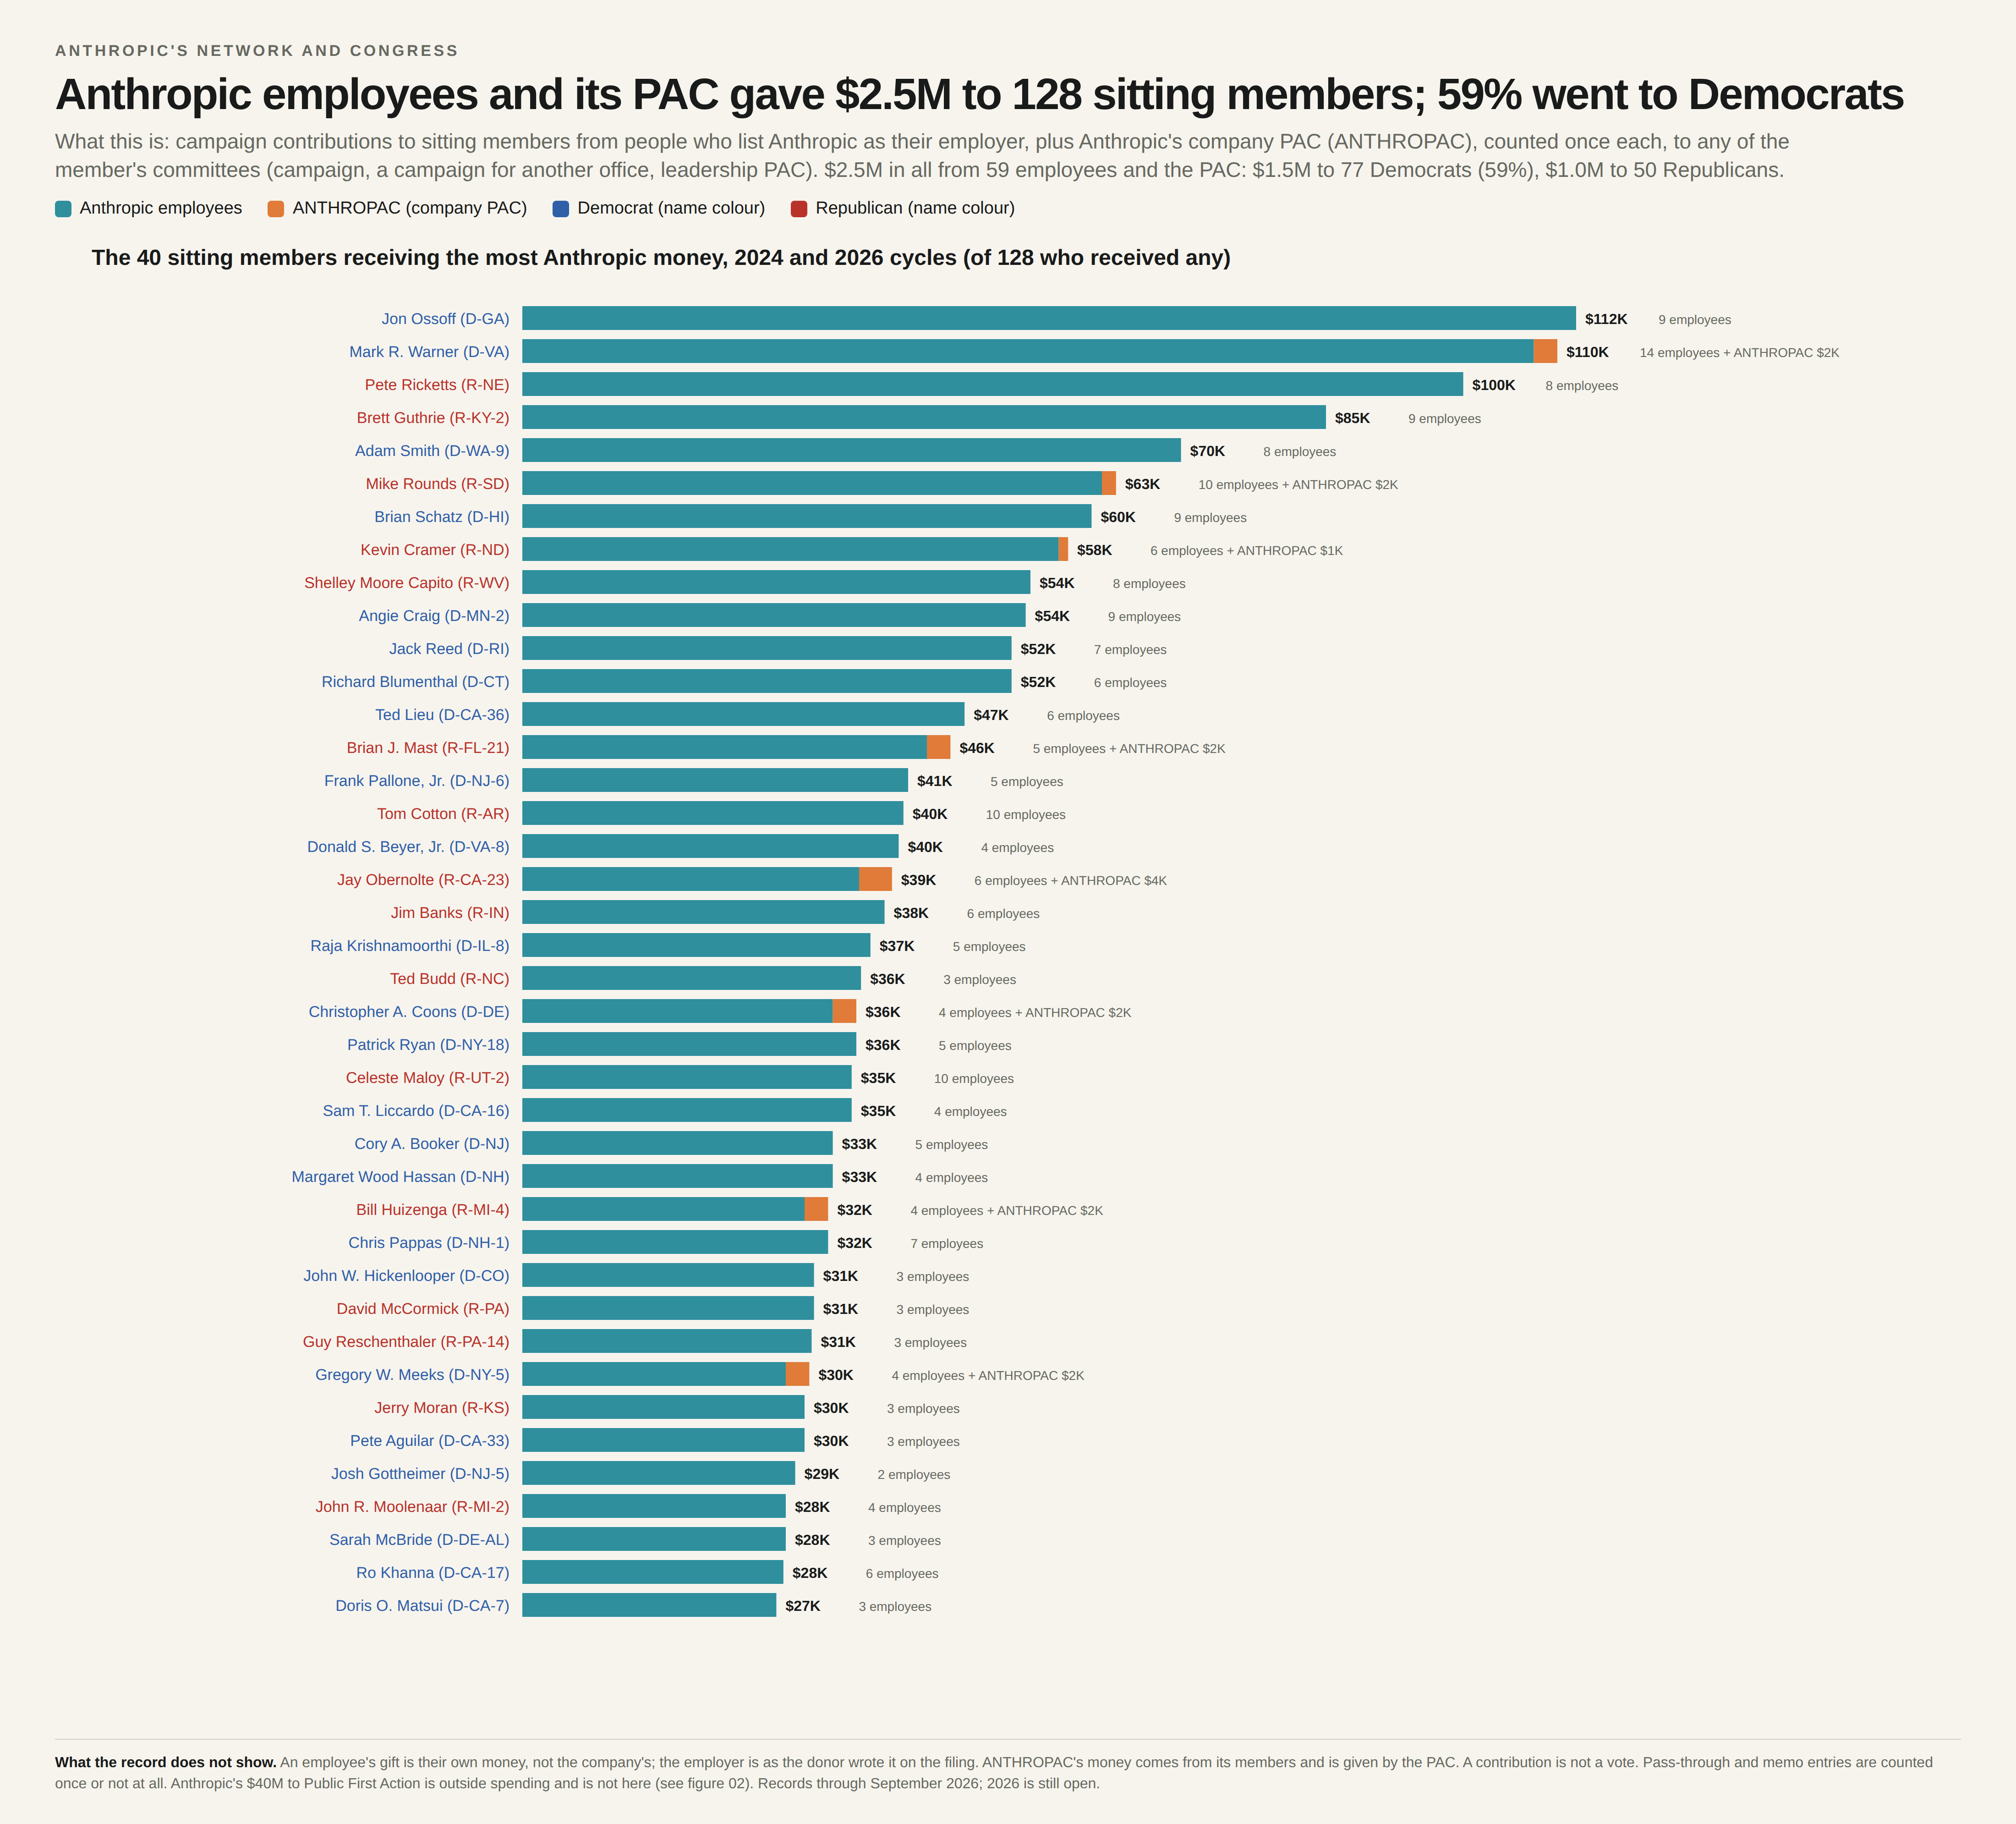 ANTHROPIC'S NETWORK AND CONGRESS
Anthropic employees and its PAC gave $2.5M to 128 sitting members; 59% went to Democrats
What this is: campaign contributions to sitting members from people who list Anthropic as their employer, plus Anthropic's company PAC (ANTHROPAC), counted once each, to any of the
member's committees (campaign, a campaign for another office, leadership PAC). $2.5M in all from 59 employees and the PAC: $1.5M to 77 Democrats (59%), $1.0M to 50 Republicans.
Anthropic employees ANTHROPAC (company PAC) Democrat (name colour) Republican (name colour)
The 40 sitting members receiving the most Anthropic money, 2024 and 2026 cycles (of 128 who received any)
Jon Ossoff (D-GA) $112K 9 employees
Mark R. Warner (D-VA) $110K 14 employees + ANTHROPAC $2K
Pete Ricketts (R-NE) $100K 8 employees
Brett Guthrie (R-KY-2) $85K 9 employees
Adam Smith (D-WA-9) $70K 8 employees
Mike Rounds (R-SD) $63K 10 employees + ANTHROPAC $2K
Brian Schatz (D-HI) $60K 9 employees
Kevin Cramer (R-ND) $58K 6 employees + ANTHROPAC $1K
Shelley Moore Capito (R-WV) $54K 8 employees
Angie Craig (D-MN-2) $54K 9 employees
Jack Reed (D-RI) $52K 7 employees
Richard Blumenthal (D-CT) $52K 6 employees
Ted Lieu (D-CA-36) $47K 6 employees
Brian J. Mast (R-FL-21) $46K 5 employees + ANTHROPAC $2K
Frank Pallone, Jr. (D-NJ-6) $41K 5 employees
Tom Cotton (R-AR) $40K 10 employees
Donald S. Beyer, Jr. (D-VA-8) $40K 4 employees
Jay Obernolte (R-CA-23) $39K 6 employees + ANTHROPAC $4K
Jim Banks (R-IN) $38K 6 employees
Raja Krishnamoorthi (D-IL-8) $37K 5 employees
Ted Budd (R-NC) $36K 3 employees
Christopher A. Coons (D-DE) $36K 4 employees + ANTHROPAC $2K
Patrick Ryan (D-NY-18) $36K 5 employees
Celeste Maloy (R-UT-2) $35K 10 employees
Sam T. Liccardo (D-CA-16) $35K 4 employees
Cory A. Booker (D-NJ) $33K 5 employees
Margaret Wood Hassan (D-NH) $33K 4 employees
Bill Huizenga (R-MI-4) $32K 4 employees + ANTHROPAC $2K
Chris Pappas (D-NH-1) $32K 7 employees
John W. Hickenlooper (D-CO) $31K 3 employees
David McCormick (R-PA) $31K 3 employees
Guy Reschenthaler (R-PA-14) $31K 3 employees
Gregory W. Meeks (D-NY-5) $30K 4 employees + ANTHROPAC $2K
Jerry Moran (R-KS) $30K 3 employees
Pete Aguilar (D-CA-33) $30K 3 employees
Josh Gottheimer (D-NJ-5) $29K 2 employees
John R. Moolenaar (R-MI-2) $28K 4 employees
Sarah McBride (D-DE-AL) $28K 3 employees
Ro Khanna (D-CA-17) $28K 6 employees
Doris O. Matsui (D-CA-7) $27K 3 employees
What the record does not show. An employee's gift is their own money, not the company's; the employer is as the donor wrote it on the filing. ANTHROPAC's money comes from its members and is given by the PAC. A contribution is not a vote. Pass-through and memo entries are counted
once or not at all. Anthropic's $40M to Public First Action is outside spending and is not here (see figure 02). Records through September 2026; 2026 is still open.